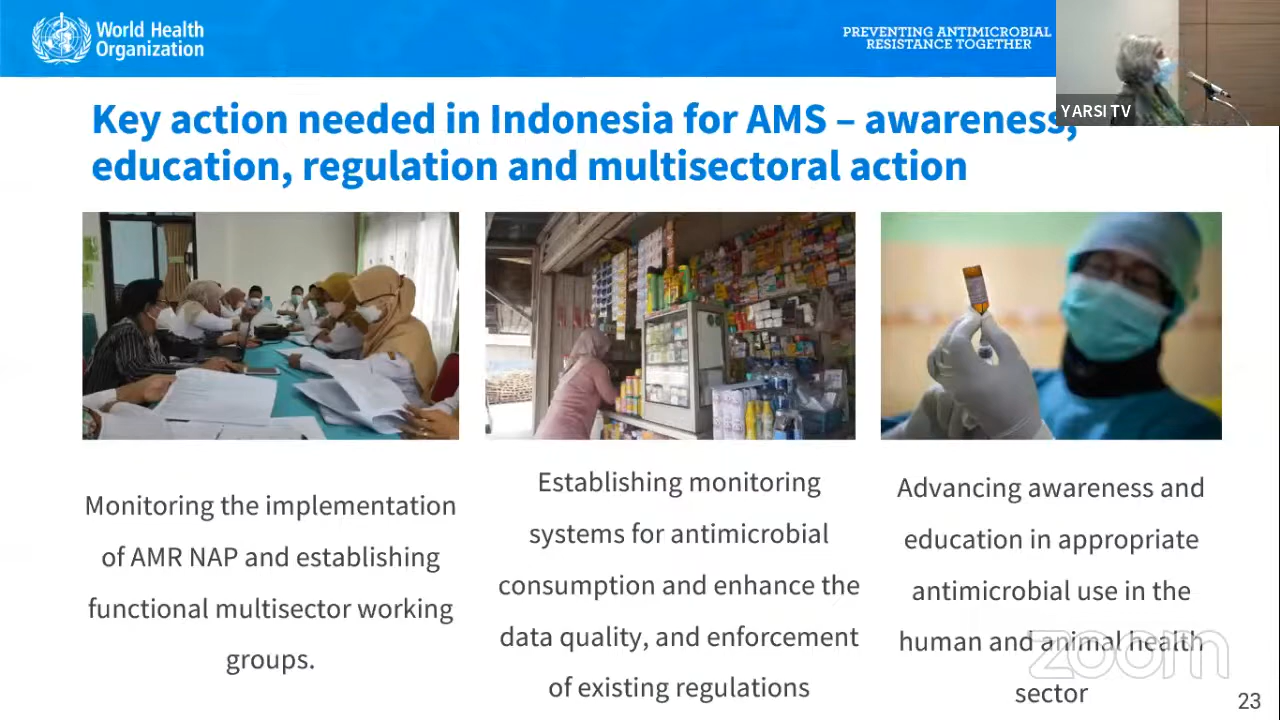 World Health
Organization
PREVENTING ANTIMICROBIAL
RESISTANCE TOGETHER
YARSI TV
Key action needed in Indonesia for AMS – awareness,
education, regulation and multisectoral action
Monitoring the implementation
of AMR NAP and establishing
functional multisector working
groups.
Establishing monitoring
systems for antimicrobial
consumption and enhance the
data quality, and enforcement
of existing regulations
Advancing awareness and
education in appropriate
antimicrobial use in the
human and animal health
sector
zoom
23